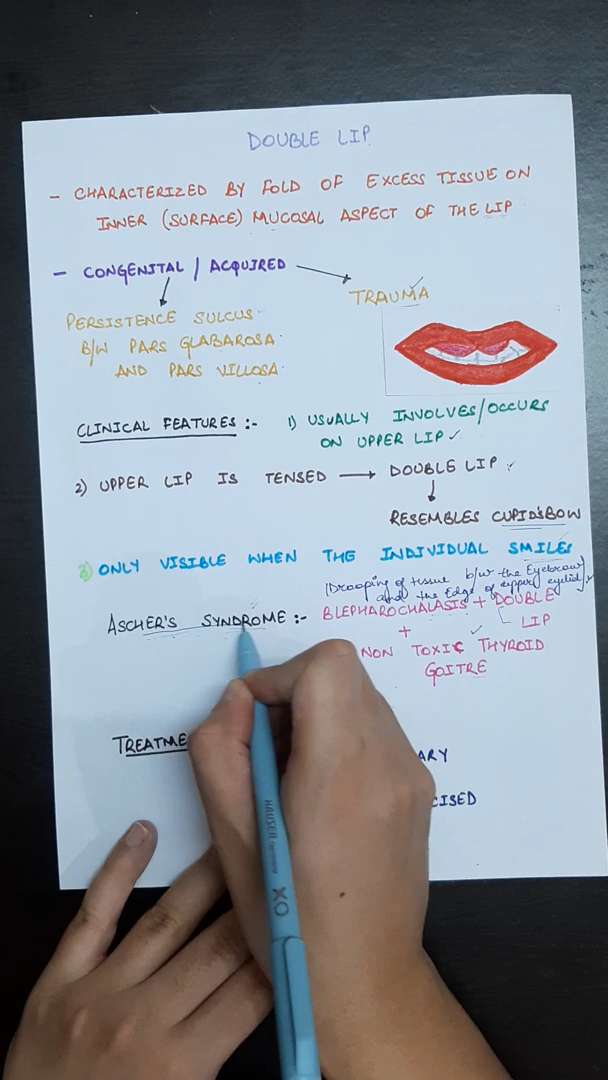 DOUBLE LIP
- CHARACTERIZED BY FOLD OF EXCESS TISSUE ON
INNER (SURFACE) MUCOSAL ASPECT OF THE LIP
- CONGENITAL / ACQUIRED
TRAUMA
PERSISTENCE SULCUS
B/W PARS GLABAROSA
AND PARS VILLOSA
CLINICAL FEATURES :- 1) USUALLY INVOLVES/OCCURS
ON UPPER LIP
2) UPPER LIP IS TENSED → DOUBLE LIP
RESEMBLES CUPID'S BOW
3) ONLY VISIBLE WHEN THE INDIVIDUAL SMILES
(Drooping of tissue b/w the Eyebrow
and the Edge of upper eyelid)
ASCHER'S SYNDROME :- BLEPHAROCHALASIS + DOUBLE
LIP
+
NON TOXIC THYROID
GOITRE
TREATME
ARY
CISED
HAUSER Germany XO